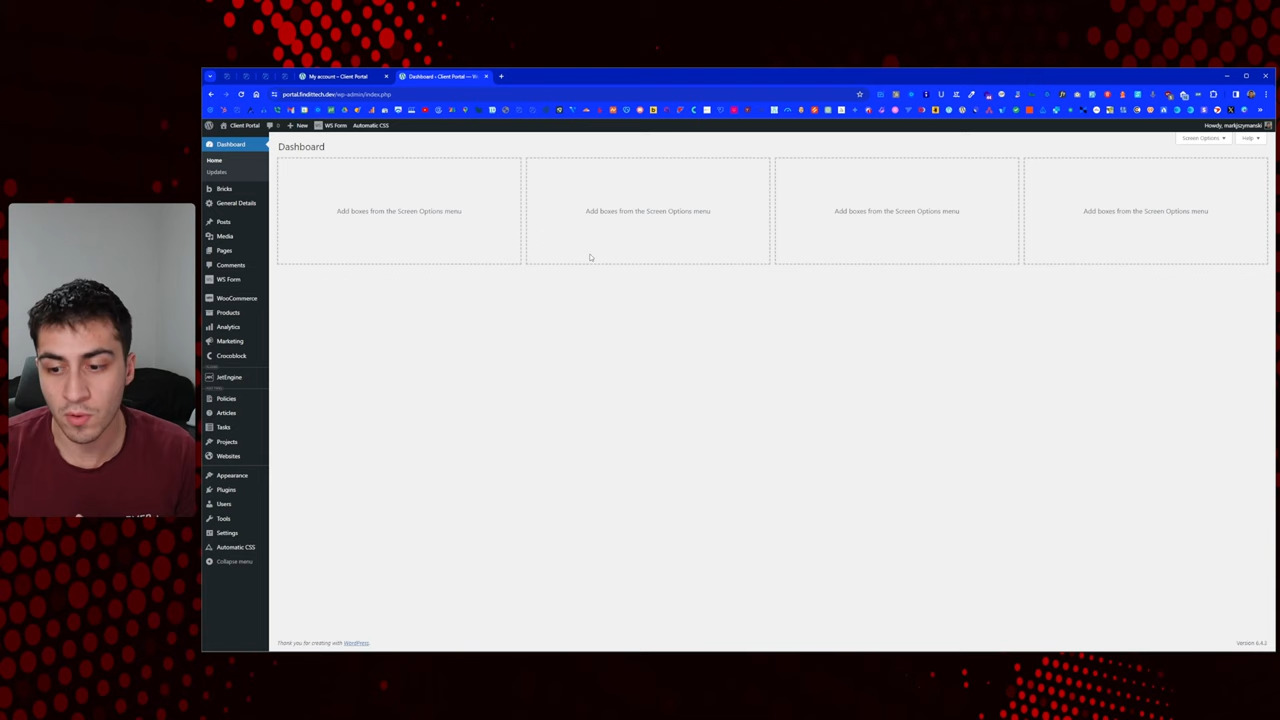 My account – Client Portal
Dashboard ‹ Client Portal — W
portal.findittech.dev/wp-admin/index.php
Client Portal
0
New
WS Form
Automatic CSS
Howdy, markjszymanski
Dashboard
Home
Updates
Bricks
General Details
Posts
Media
Pages
Comments
WS Form
WooCommerce
Products
Analytics
Marketing
Crocoblock
JetEngine
Policies
Articles
Tasks
Projects
Websites
Appearance
Plugins
Users
Tools
Settings
Automatic CSS
Collapse menu
Screen Options
Help
Dashboard
Add boxes from the Screen Options menu
Add boxes from the Screen Options menu
Add boxes from the Screen Options menu
Add boxes from the Screen Options menu
Thank you for creating with WordPress.
Version 6.4.3